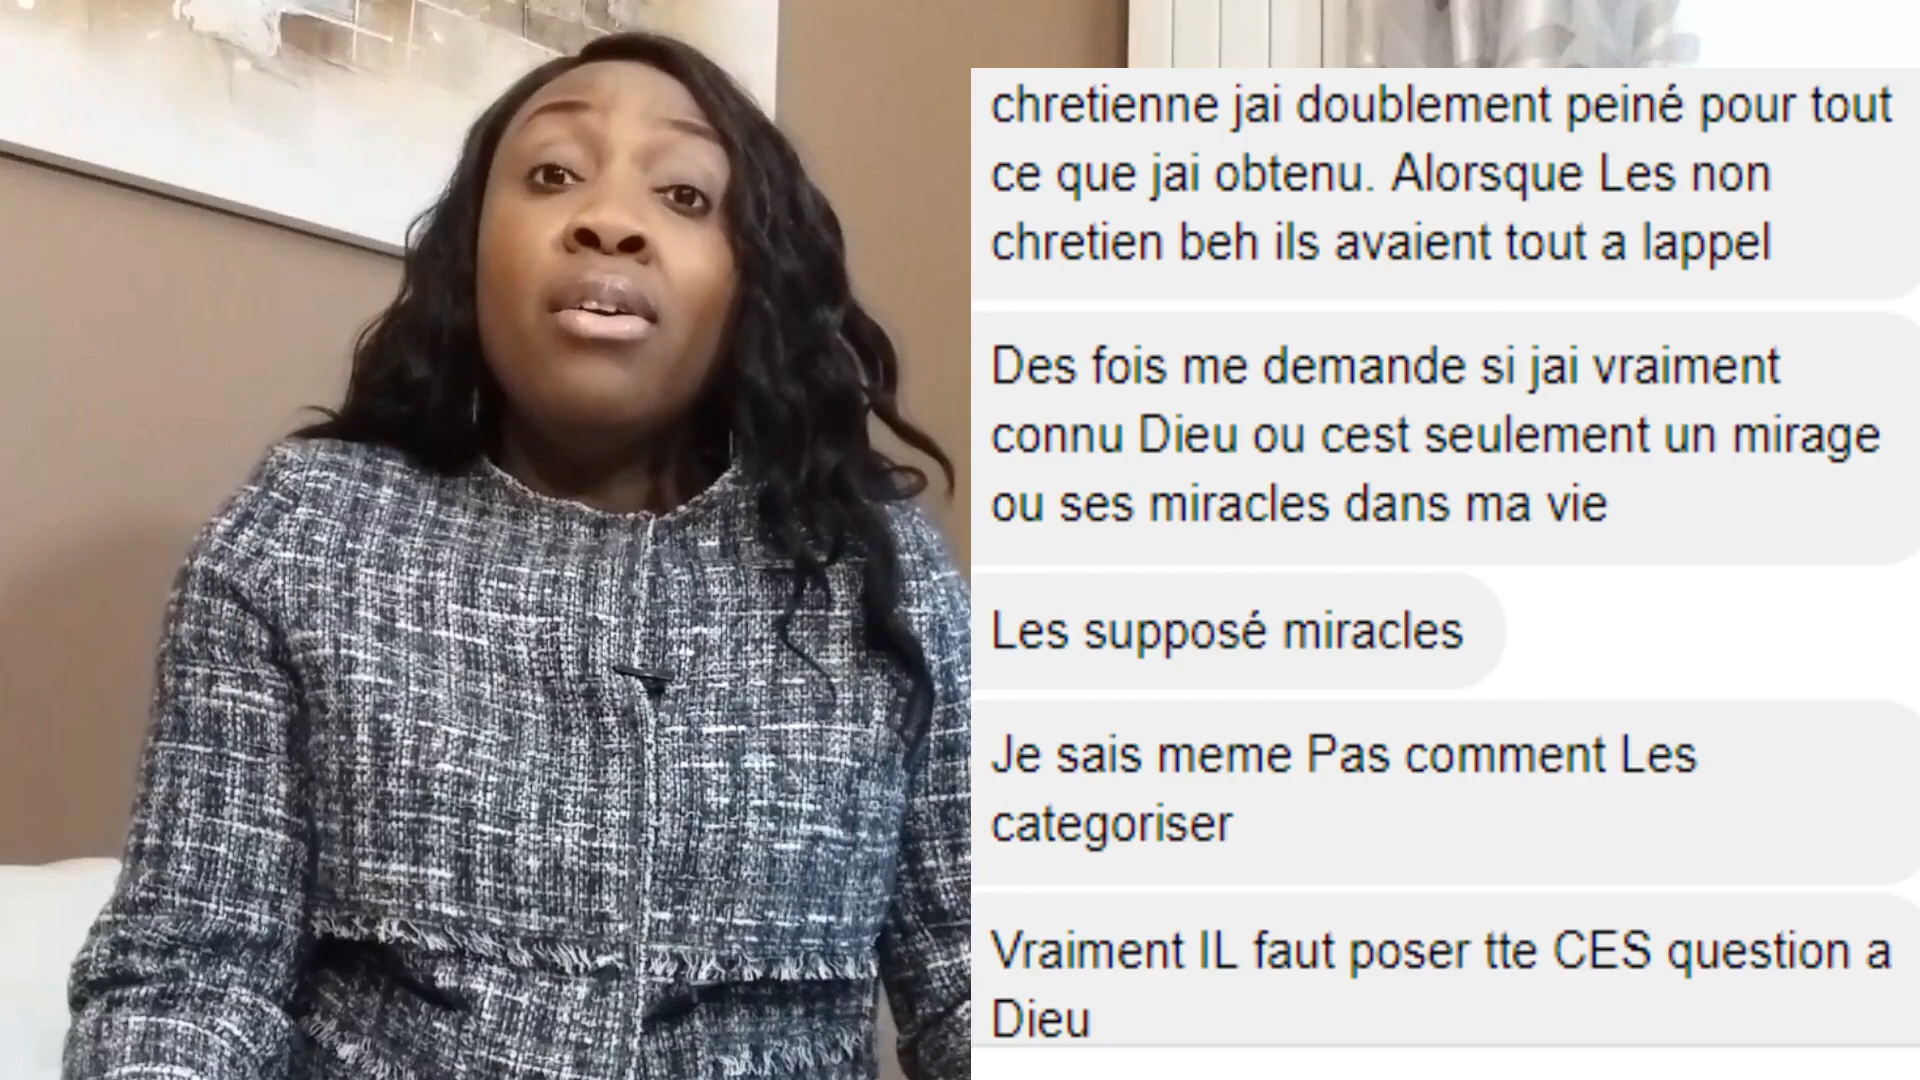 chretienne jai doublement peiné pour tout
ce que jai obtenu. Alorsque Les non
chretien beh ils avaient tout a lappel
Des fois me demande si jai vraiment
connu Dieu ou cest seulement un mirage
ou ses miracles dans ma vie
Les supposé miracles
Je sais meme Pas comment Les
categoriser
Vraiment IL faut poser tte CES question a
Dieu